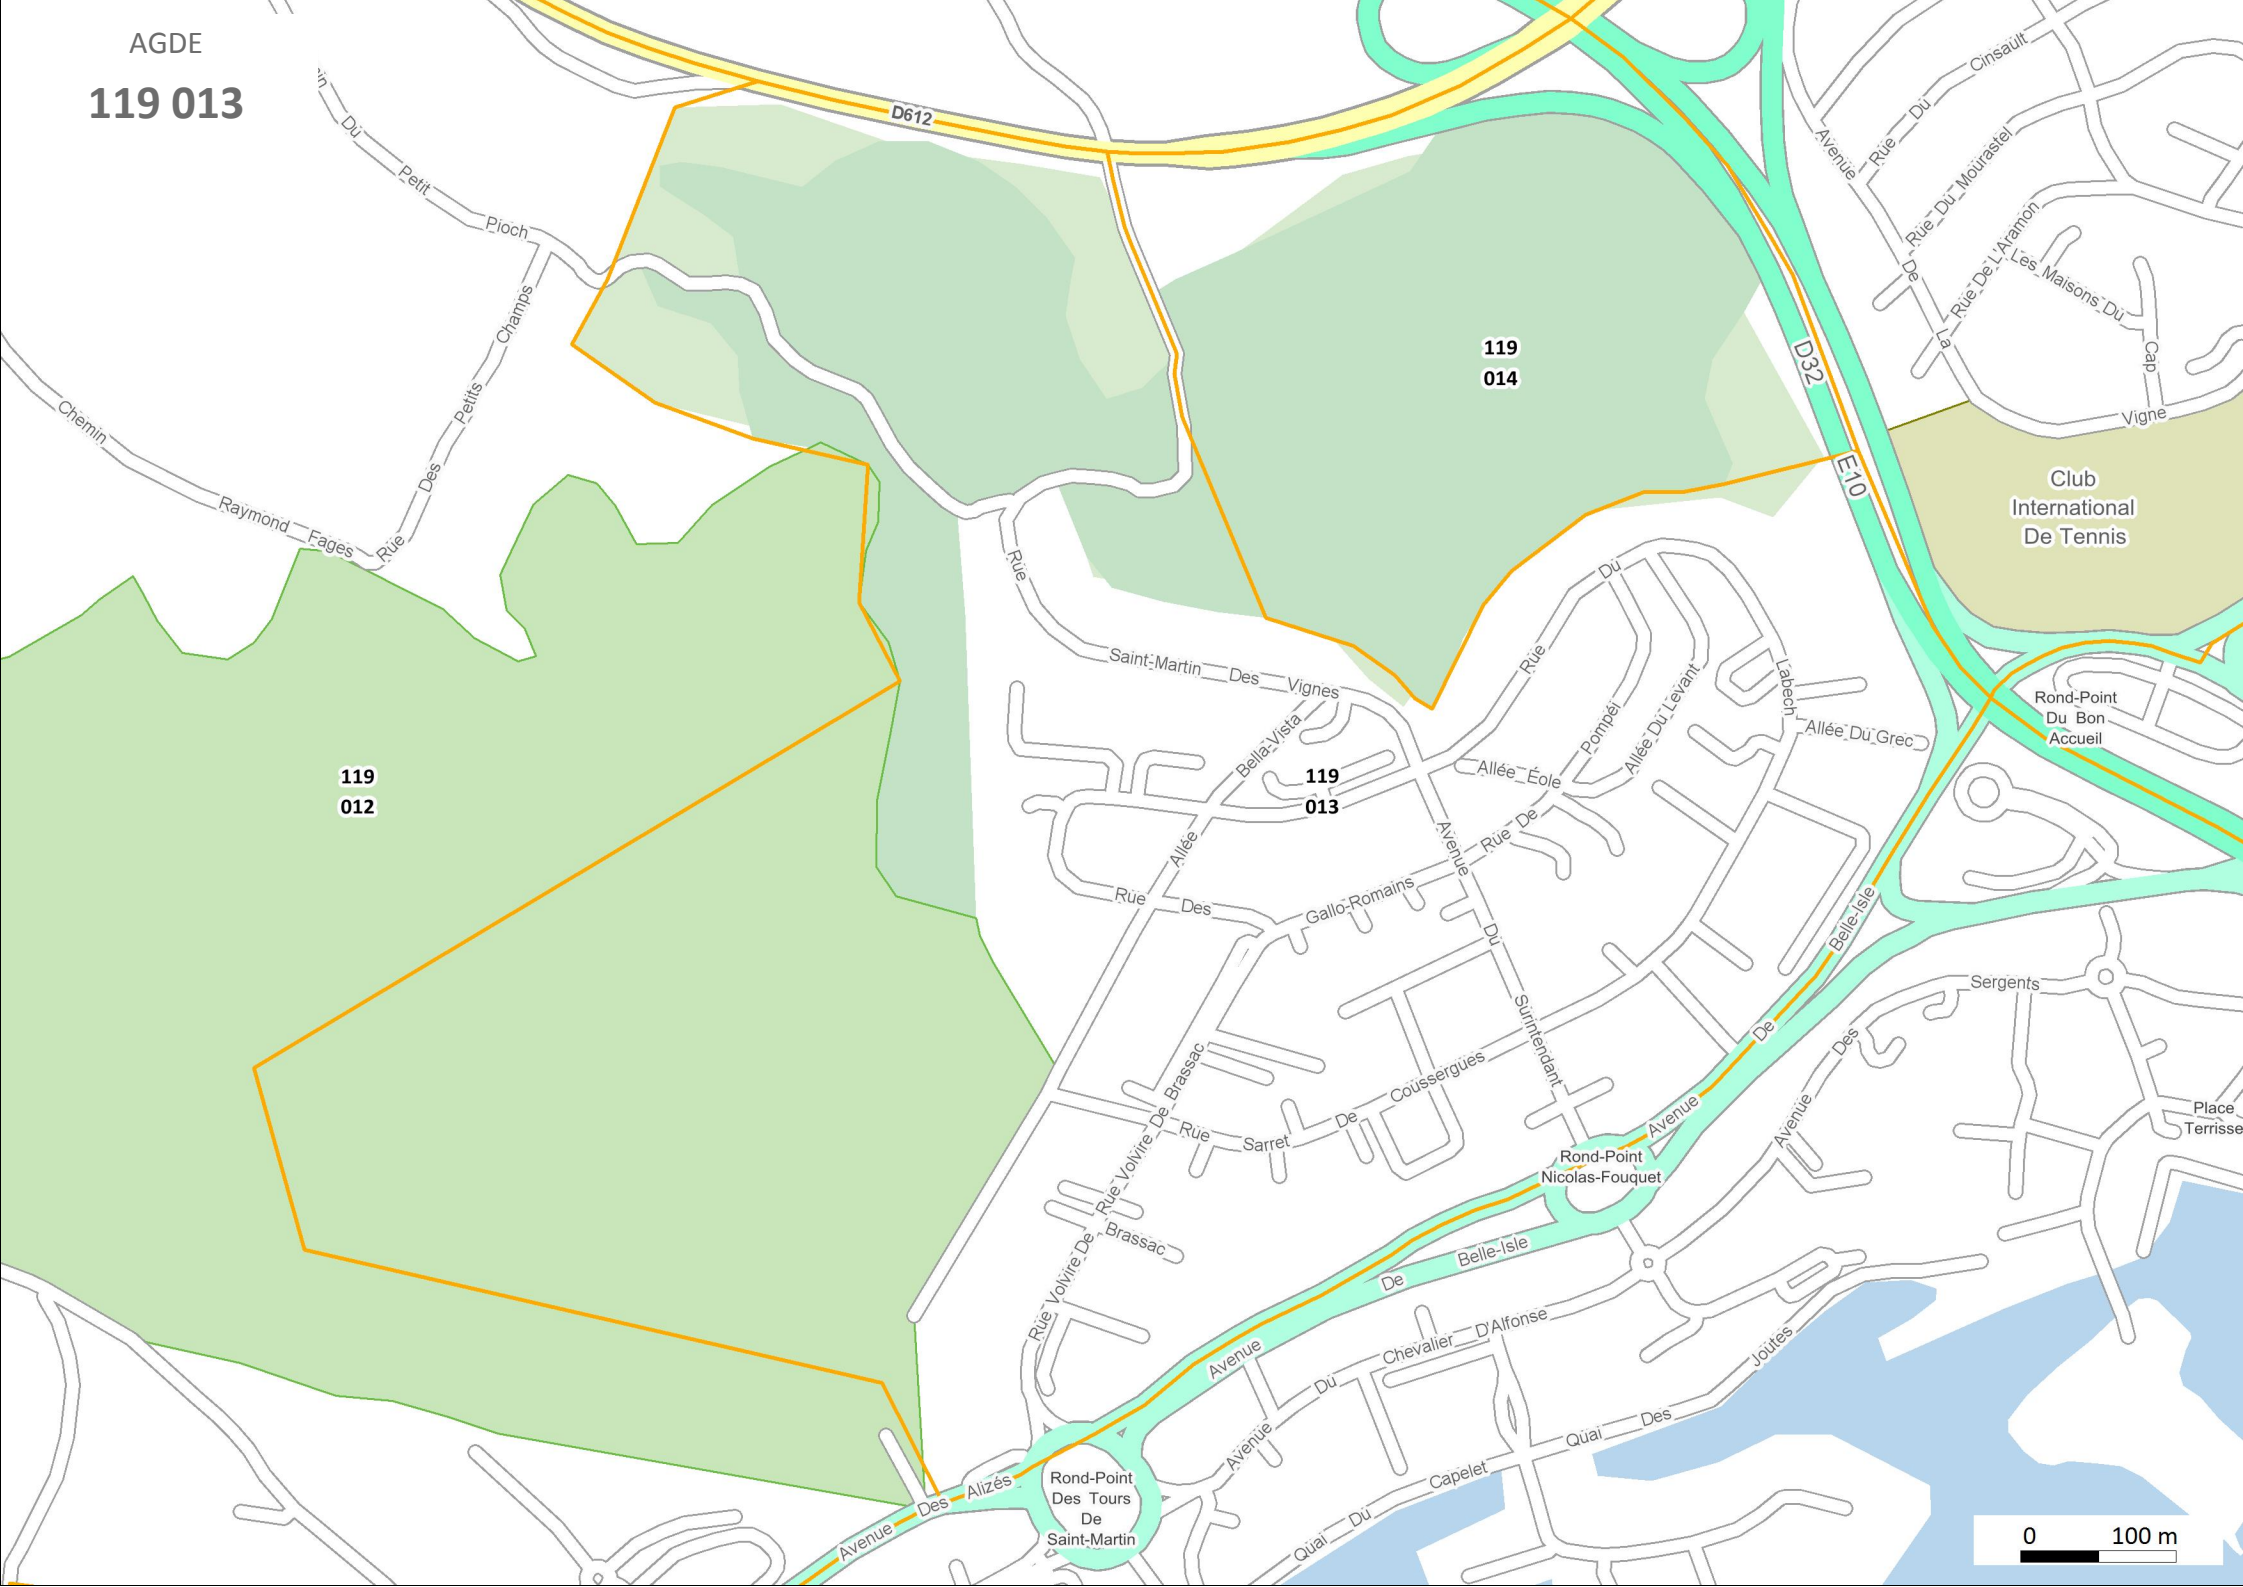 AGDE
119 013
Du
Petit
Pioch
D612
Cinsault
Rue Du
Avenue
Rue Du Mourastel
De
La
Rue De L'Aramon
Les Maisons Du
Cap
Vigne
Champs
Petits
Des
Rue
Chemin
Raymond Fages
119
014
D32
E10
Club
International
De Tennis
Rue
Saint-Martin Des Vignes
Rue Du
Labech
Pompéi
Allée Du Levant
Allée Du Grec
Allée Éole
Rue De
Bella-Vista
Allée
119
013
119
012
Rond-Point
Du Bon
Accueil
Avenue
Du
Surintendant
Rue Des
Gallo-Romains
Belle-Isle
De
Avenue
Sergents
Des
Avenue
Place
Terrisse
Rue Volvire De Brassac
Rue Sarret De Coussergues
Rond-Point
Nicolas-Fouquet
Brassac
Rue Volvire De
Avenue De Belle-Isle
Avenue Du Chevalier D'Alfonse
Joutes
Quai Des
Quai Du Capelet
Avenue Des Alizés
Rond-Point
Des Tours
De
Saint-Martin
0 100 m